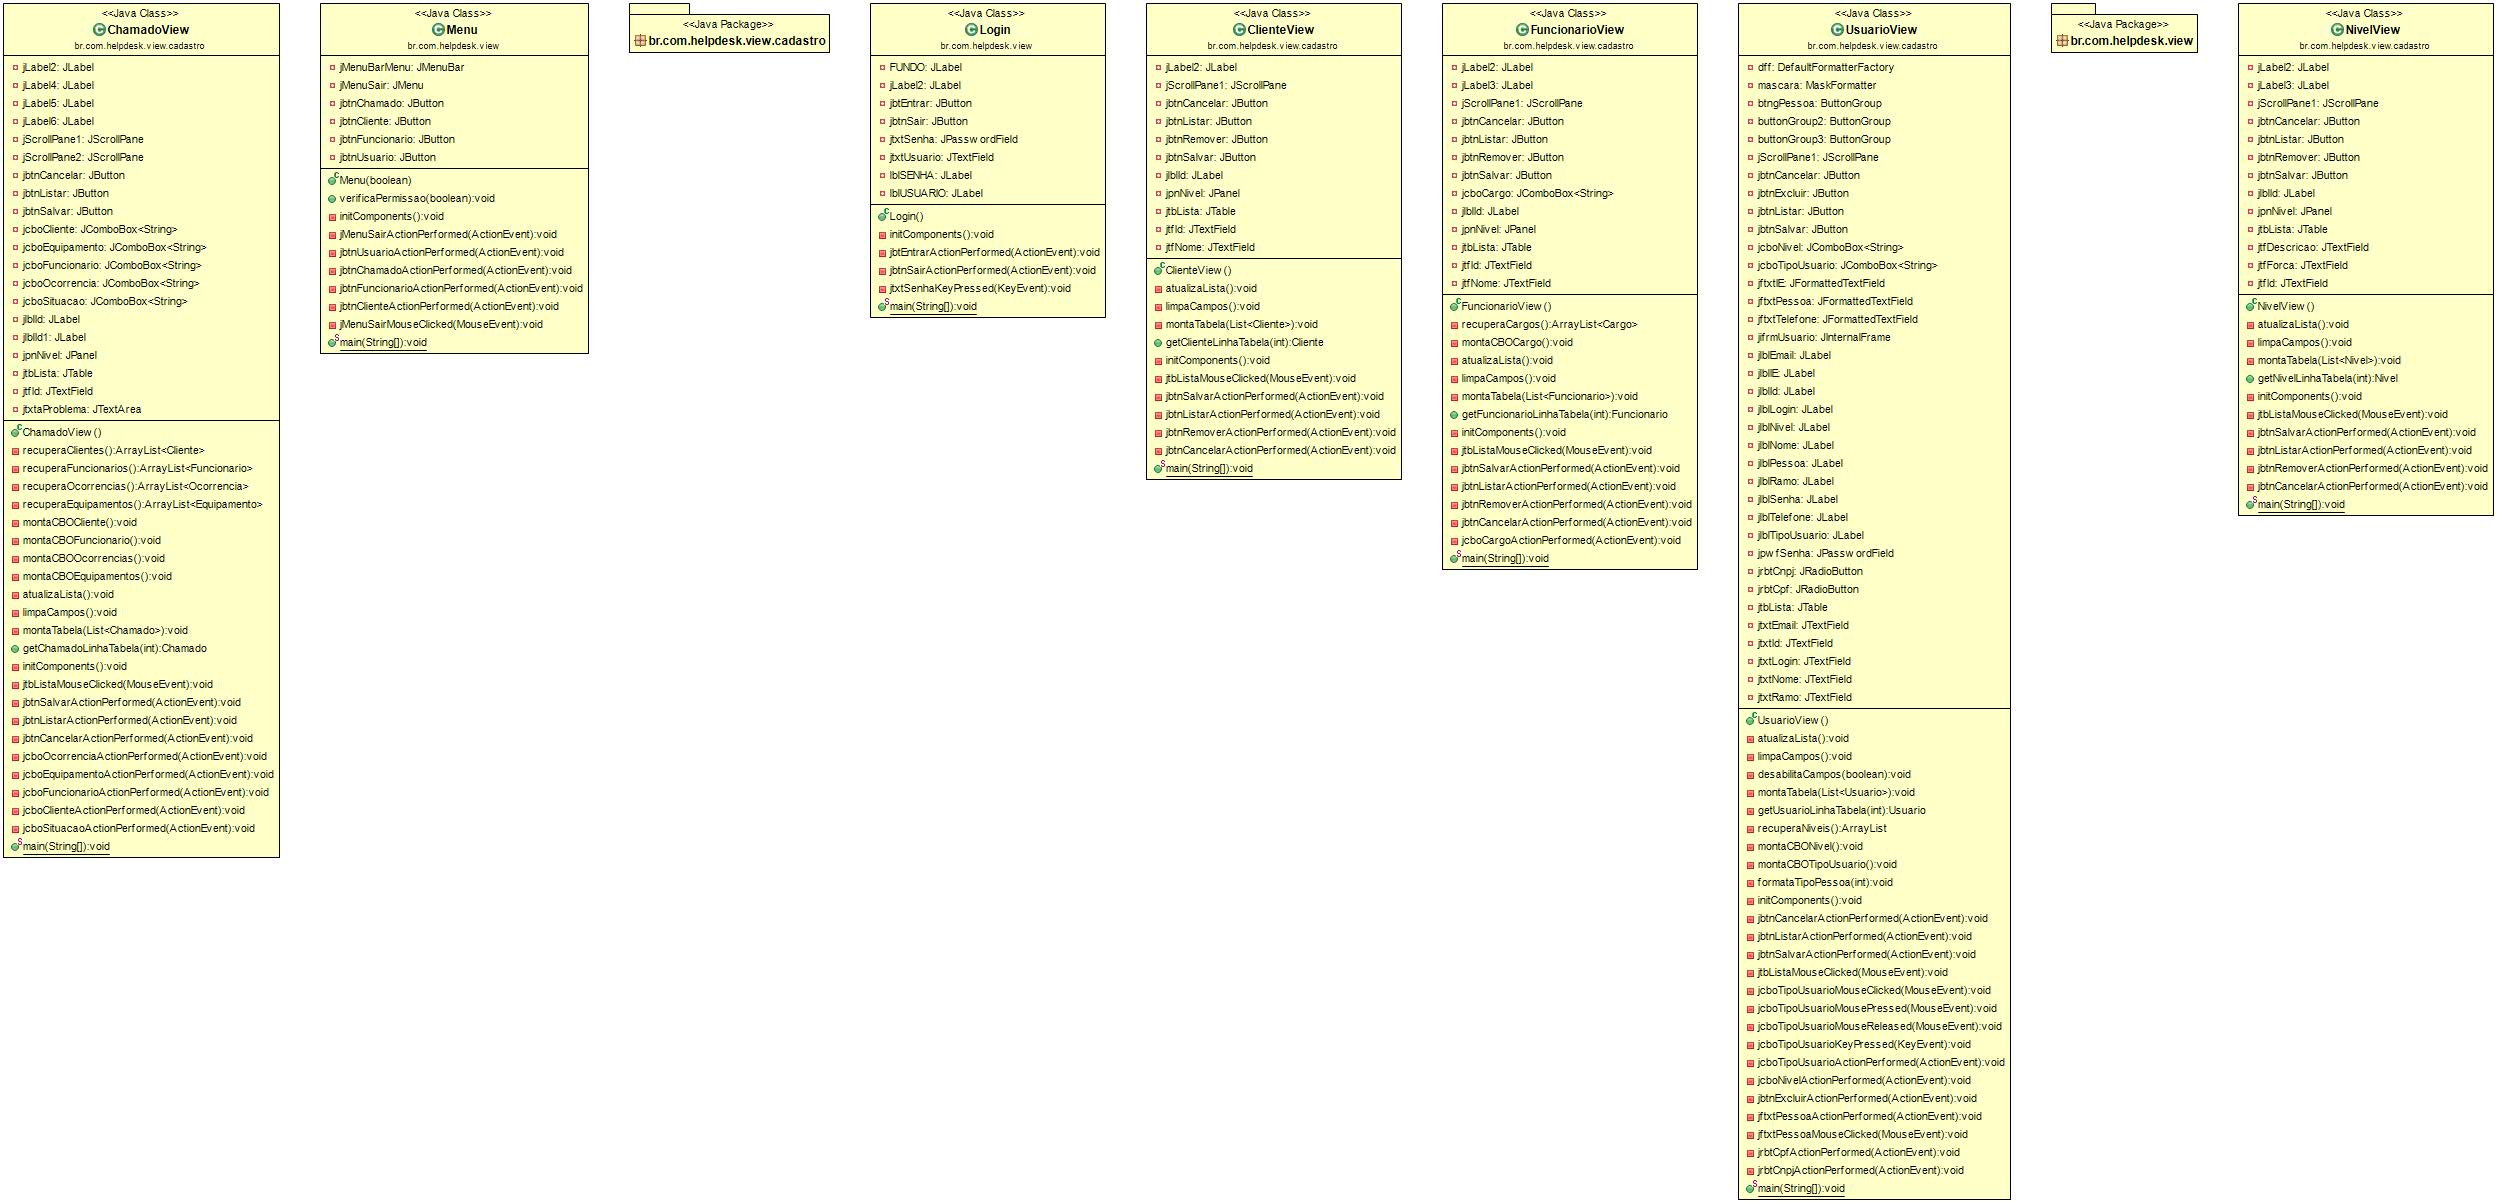 <<Java Class>>
ChamadoView
br.com.helpdesk.view.cadastro
jLabel2: JLabel
jLabel4: JLabel
jLabel5: JLabel
jLabel6: JLabel
jScrollPane1: JScrollPane
jScrollPane2: JScrollPane
jbtnCancelar: JButton
jbtnListar: JButton
jbtnSalvar: JButton
jcboCliente: JComboBox<String>
jcboEquipamento: JComboBox<String>
jcboFuncionario: JComboBox<String>
jcboOcorrencia: JComboBox<String>
jcboSituacao: JComboBox<String>
jlblId: JLabel
jlblId1: JLabel
jpnNivel: JPanel
jtbLista: JTable
jtfId: JTextField
jtxtaProblema: JTextArea
ChamadoView()
recuperaClientes():ArrayList<Cliente>
recuperaFuncionarios():ArrayList<Funcionario>
recuperaOcorrencias():ArrayList<Ocorrencia>
recuperaEquipamentos():ArrayList<Equipamento>
montaCBOCliente():void
montaCBOFuncionario():void
montaCBOOcorrencias():void
montaCBOEquipamentos():void
atualizaLista():void
limpaCampos():void
montaTabela(List<Chamado>):void
getChamadoLinhaTabela(int):Chamado
initComponents():void
jtbListaMouseClicked(MouseEvent):void
jbtnSalvarActionPerformed(ActionEvent):void
jbtnListarActionPerformed(ActionEvent):void
jbtnCancelarActionPerformed(ActionEvent):void
jcboOcorrenciaActionPerformed(ActionEvent):void
jcboEquipamentoActionPerformed(ActionEvent):void
jcboFuncionarioActionPerformed(ActionEvent):void
jcboClienteActionPerformed(ActionEvent):void
jcboSituacaoActionPerformed(ActionEvent):void
main(String[]):void
<<Java Class>>
Menu
br.com.helpdesk.view
jMenuBarMenu: JMenuBar
jMenuSair: JMenu
jbtnChamado: JButton
jbtnCliente: JButton
jbtnFuncionario: JButton
jbtnUsuario: JButton
Menu(boolean)
verificaPermissao(boolean):void
initComponents():void
jMenuSairActionPerformed(ActionEvent):void
jbtnUsuarioActionPerformed(ActionEvent):void
jbtnChamadoActionPerformed(ActionEvent):void
jbtnFuncionarioActionPerformed(ActionEvent):void
jbtnClienteActionPerformed(ActionEvent):void
jMenuSairMouseClicked(MouseEvent):void
main(String[]):void
<<Java Package>>
br.com.helpdesk.view.cadastro
<<Java Class>>
Login
br.com.helpdesk.view
FUNDO: JLabel
jLabel2: JLabel
jbtEntrar: JButton
jbtnSair: JButton
jtxtSenha: JPasswordField
jtxtUsuario: JTextField
lblSENHA: JLabel
lblUSUARIO: JLabel
Login()
initComponents():void
jbtEntrarActionPerformed(ActionEvent):void
jbtnSairActionPerformed(ActionEvent):void
jtxtSenhaKeyPressed(KeyEvent):void
main(String[]):void
<<Java Class>>
ClienteView
br.com.helpdesk.view.cadastro
jLabel2: JLabel
jScrollPane1: JScrollPane
jbtnCancelar: JButton
jbtnListar: JButton
jbtnRemover: JButton
jbtnSalvar: JButton
jlblId: JLabel
jpnNivel: JPanel
jtbLista: JTable
jtfId: JTextField
jtfNome: JTextField
ClienteView()
atualizaLista():void
limpaCampos():void
montaTabela(List<Cliente>):void
getClienteLinhaTabela(int):Cliente
initComponents():void
jtbListaMouseClicked(MouseEvent):void
jbtnSalvarActionPerformed(ActionEvent):void
jbtnListarActionPerformed(ActionEvent):void
jbtnRemoverActionPerformed(ActionEvent):void
jbtnCancelarActionPerformed(ActionEvent):void
main(String[]):void
<<Java Class>>
FuncionarioView
br.com.helpdesk.view.cadastro
jLabel2: JLabel
jLabel3: JLabel
jScrollPane1: JScrollPane
jbtnCancelar: JButton
jbtnListar: JButton
jbtnRemover: JButton
jbtnSalvar: JButton
jcboCargo: JComboBox<String>
jlblId: JLabel
jpnNivel: JPanel
jtbLista: JTable
jtfId: JTextField
jtfNome: JTextField
FuncionarioView()
recuperaCargos():ArrayList<Cargo>
montaCBOCargo():void
atualizaLista():void
limpaCampos():void
montaTabela(List<Funcionario>):void
getFuncionarioLinhaTabela(int):Funcionario
initComponents():void
jtbListaMouseClicked(MouseEvent):void
jbtnSalvarActionPerformed(ActionEvent):void
jbtnListarActionPerformed(ActionEvent):void
jbtnRemoverActionPerformed(ActionEvent):void
jbtnCancelarActionPerformed(ActionEvent):void
jcboCargoActionPerformed(ActionEvent):void
main(String[]):void
<<Java Class>>
UsuarioView
br.com.helpdesk.view.cadastro
dff: DefaultFormatterFactory
mascara: MaskFormatter
btngPessoa: ButtonGroup
buttonGroup2: ButtonGroup
buttonGroup3: ButtonGroup
jScrollPane1: JScrollPane
jbtnCancelar: JButton
jbtnExcluir: JButton
jbtnListar: JButton
jbtnSalvar: JButton
jcboNivel: JComboBox<String>
jcboTipoUsuario: JComboBox<String>
jftxtIE: JFormattedTextField
jftxtPessoa: JFormattedTextField
jftxtTelefone: JFormattedTextField
jifrmUsuario: JInternalFrame
jlblEmail: JLabel
jlblIE: JLabel
jlblId: JLabel
jlblLogin: JLabel
jlblNivel: JLabel
jlblNome: JLabel
jlblPessoa: JLabel
jlblRamo: JLabel
jlblSenha: JLabel
jlblTelefone: JLabel
jlblTipoUsuario: JLabel
jpwfSenha: JPasswordField
jrbtCnpj: JRadioButton
jrbtCpf: JRadioButton
jtbLista: JTable
jtxtEmail: JTextField
jtxtId: JTextField
jtxtLogin: JTextField
jtxtNome: JTextField
jtxtRamo: JTextField
UsuarioView()
atualizaLista():void
limpaCampos():void
desabilitaCampos(boolean):void
montaTabela(List<Usuario>):void
getUsuarioLinhaTabela(int):Usuario
recuperaNiveis():ArrayList
montaCBONivel():void
montaCBOTipoUsuario():void
formataTipoPessoa(int):void
initComponents():void
jbtnCancelarActionPerformed(ActionEvent):void
jbtnListarActionPerformed(ActionEvent):void
jbtnSalvarActionPerformed(ActionEvent):void
jtbListaMouseClicked(MouseEvent):void
jcboTipoUsuarioMouseClicked(MouseEvent):void
jcboTipoUsuarioMousePressed(MouseEvent):void
jcboTipoUsuarioMouseReleased(MouseEvent):void
jcboTipoUsuarioKeyPressed(KeyEvent):void
jcboTipoUsuarioActionPerformed(ActionEvent):void
jcboNivelActionPerformed(ActionEvent):void
jbtnExcluirActionPerformed(ActionEvent):void
jftxtPessoaActionPerformed(ActionEvent):void
jftxtPessoaMouseClicked(MouseEvent):void
jrbtCpfActionPerformed(ActionEvent):void
jrbtCnpjActionPerformed(ActionEvent):void
main(String[]):void
<<Java Package>>
br.com.helpdesk.view
<<Java Class>>
NivelView
br.com.helpdesk.view.cadastro
jLabel2: JLabel
jLabel3: JLabel
jScrollPane1: JScrollPane
jbtnCancelar: JButton
jbtnListar: JButton
jbtnRemover: JButton
jbtnSalvar: JButton
jlblId: JLabel
jpnNivel: JPanel
jtbLista: JTable
jtfDescricao: JTextField
jtfForca: JTextField
jtfId: JTextField
NivelView()
atualizaLista():void
limpaCampos():void
montaTabela(List<Nivel>):void
getNivelLinhaTabela(int):Nivel
initComponents():void
jtbListaMouseClicked(MouseEvent):void
jbtnSalvarActionPerformed(ActionEvent):void
jbtnListarActionPerformed(ActionEvent):void
jbtnRemoverActionPerformed(ActionEvent):void
jbtnCancelarActionPerformed(ActionEvent):void
main(String[]):void